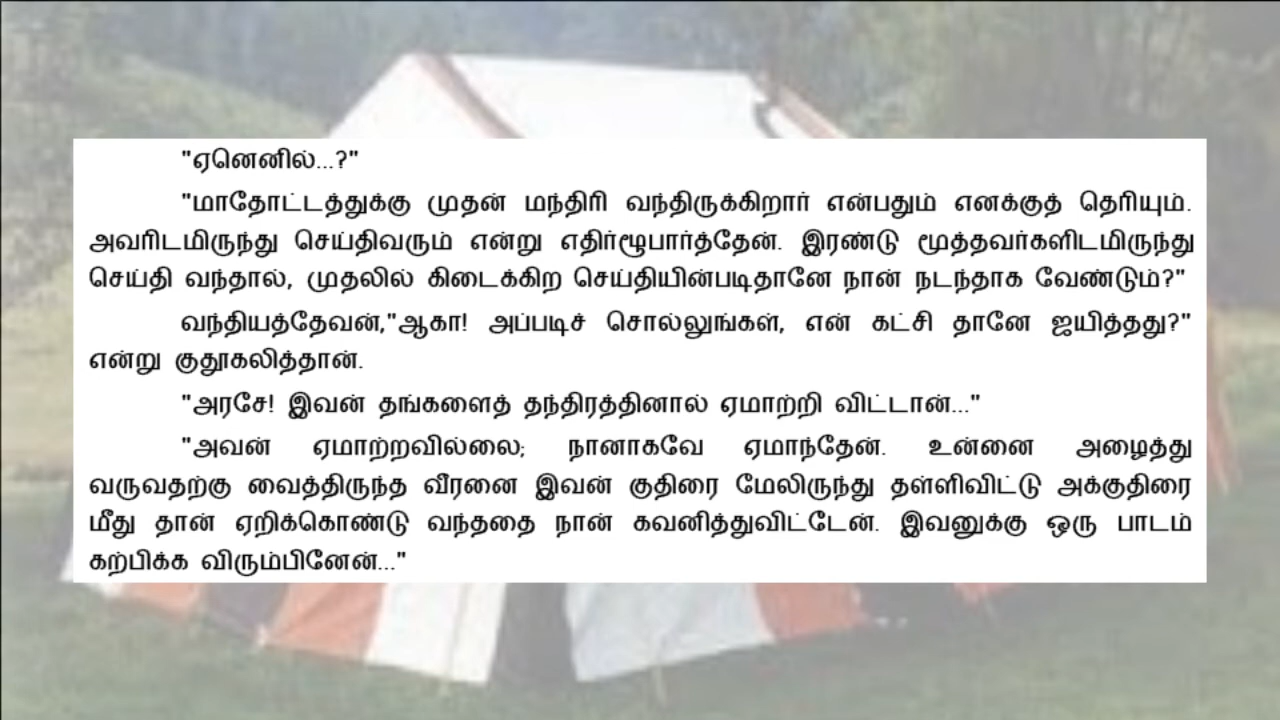 "ஏனெனில்...?"
"மாதோட்டத்துக்கு முதன் மந்திரி வந்திருக்கிறார் என்பதும் எனக்குத் தெரியும்.
அவரிடமிருந்து செய்திவரும் என்று எதிர்ழூபார்த்தேன். இரண்டு மூத்தவர்களிடமிருந்து
செய்தி வந்தால், முதலில் கிடைக்கிற செய்தியின்படிதானே நான் நடந்தாக வேண்டும்?"
வந்தியத்தேவன்,"ஆகா! அப்படிச் சொல்லுங்கள், என் கட்சி தானே ஜயித்தது?"
என்று குதூகலித்தான்.
"அரசே! இவன் தங்களைத் தந்திரத்தினால் ஏமாற்றி விட்டான்..."
"அவன் ஏமாற்றவில்லை; நானாகவே ஏமாந்தேன். உன்னை அழைத்து
வருவதற்கு வைத்திருந்த வீரனை இவன் குதிரை மேலிருந்து தள்ளிவிட்டு அக்குதிரை
மீது தான் ஏறிக்கொண்டு வந்ததை நான் கவனித்துவிட்டேன். இவனுக்கு ஒரு பாடம்
கற்பிக்க விரும்பினேன்..."